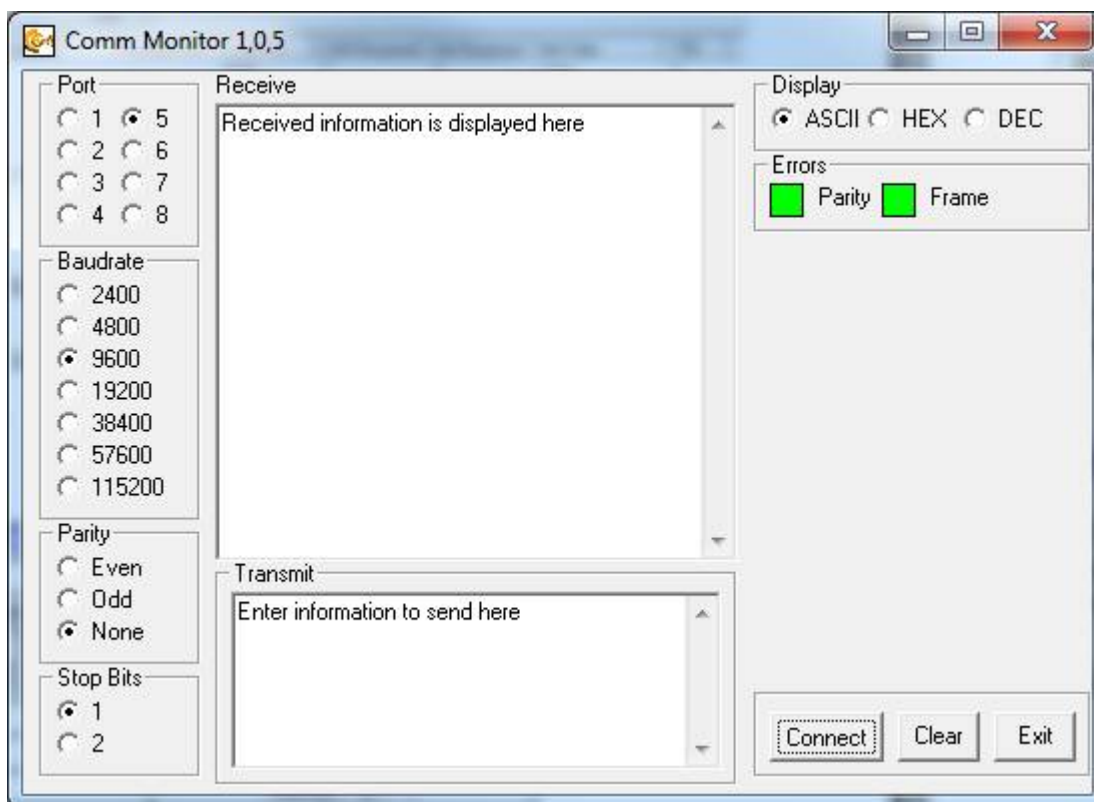 Comm Monitor 1,0,5
Port
1 5
2 6
3 7
4 8
Baudrate
2400
4800
9600
19200
38400
57600
115200
Parity
Even
Odd
None
Stop Bits
1
2
Receive
Received information is displayed here
Transmit
Enter information to send here
Display
ASCII HEX DEC
Errors
Parity Frame
Connect Clear Exit